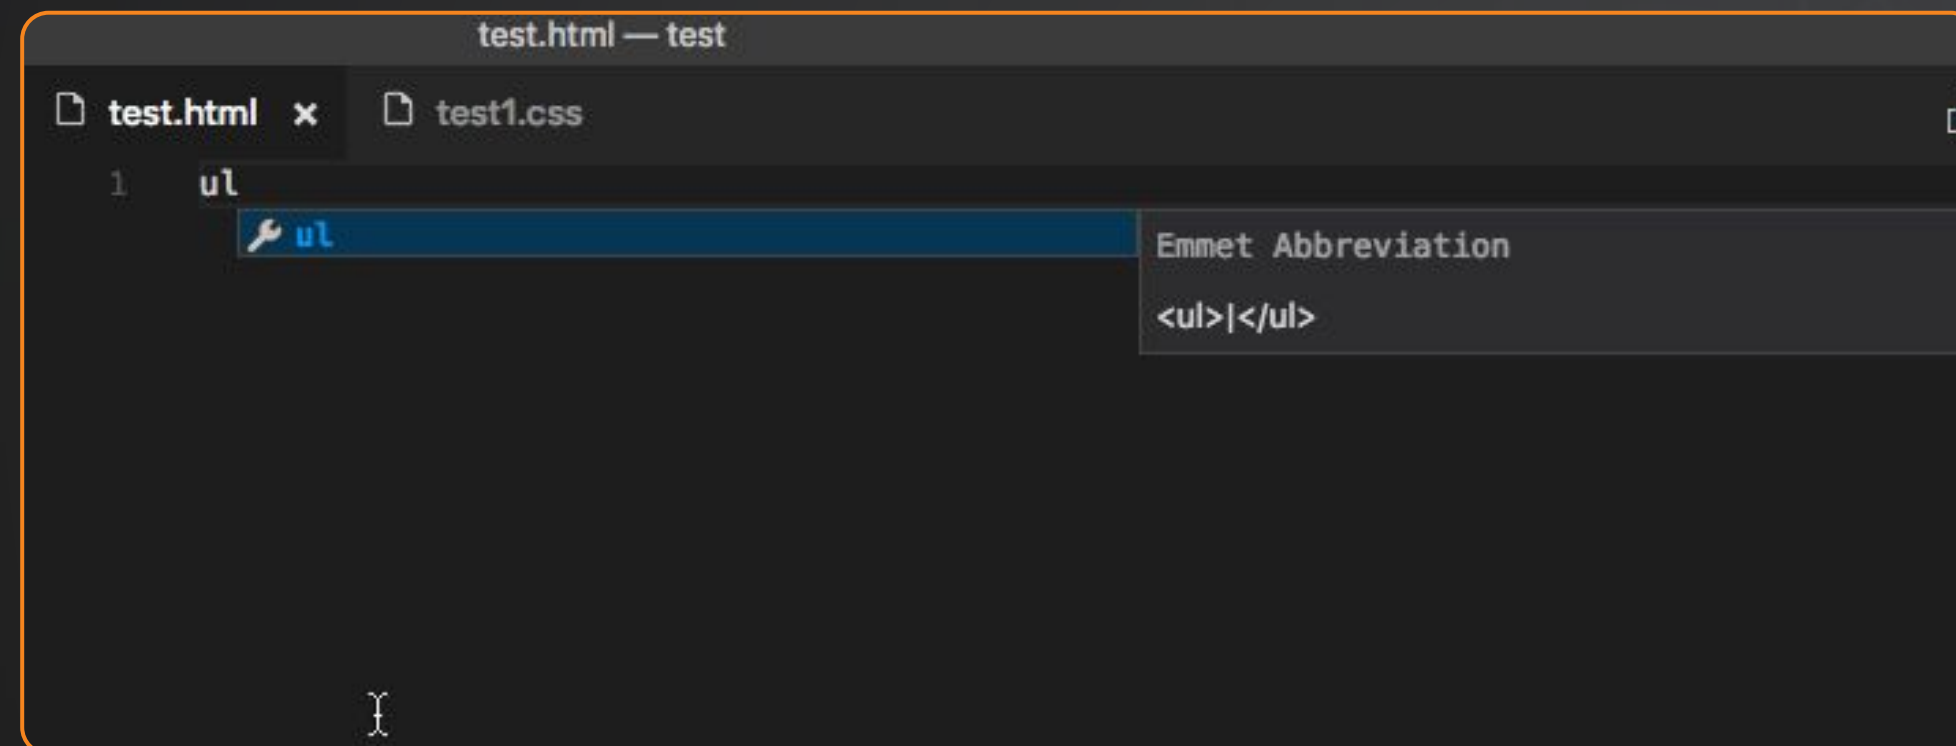 test.html — test
test.html × test1.css
1 ul
ul
Emmet Abbreviation
<ul>|</ul>